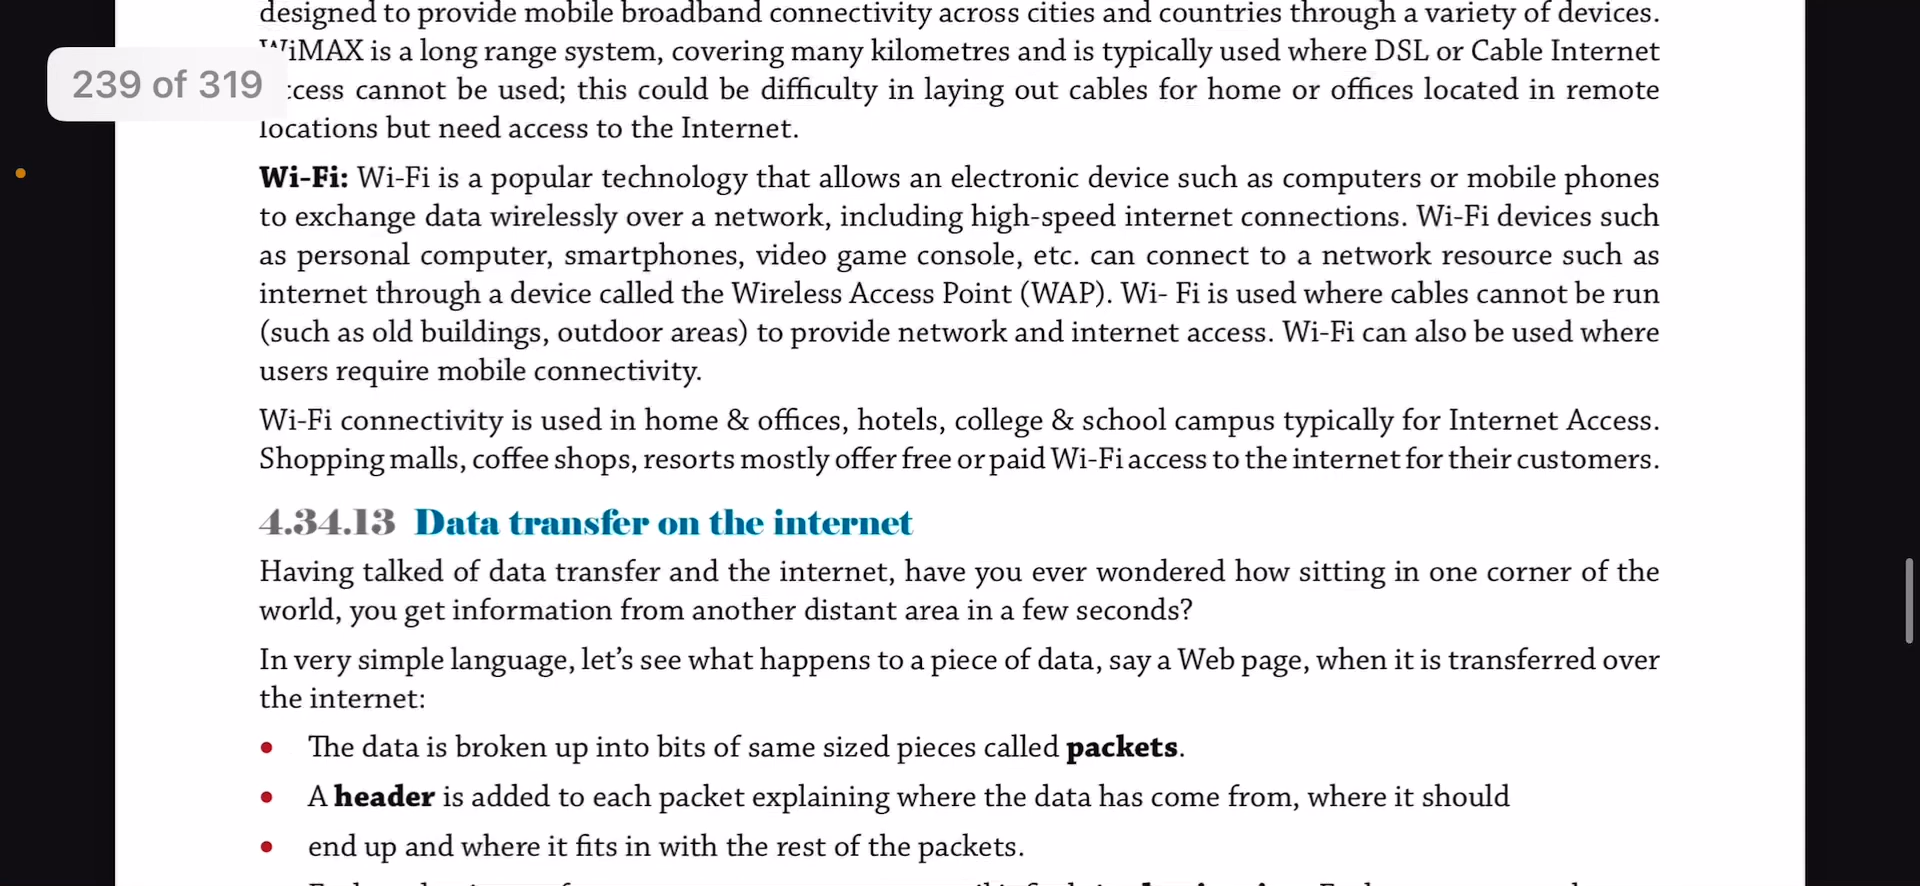 designed to provide mobile broadband connectivity across cities and countries through a variety of devices.
WiMAX is a long range system, covering many kilometres and is typically used where DSL or Cable Internet
239 of 319
cess cannot be used; this could be difficulty in laying out cables for home or offices located in remote
locations but need access to the Internet.
Wi-Fi: Wi-Fi is a popular technology that allows an electronic device such as computers or mobile phones
to exchange data wirelessly over a network, including high-speed internet connections. Wi-Fi devices such
as personal computer, smartphones, video game console, etc. can connect to a network resource such as
internet through a device called the Wireless Access Point (WAP). Wi- Fi is used where cables cannot be run
(such as old buildings, outdoor areas) to provide network and internet access. Wi-Fi can also be used where
users require mobile connectivity.
Wi-Fi connectivity is used in home & offices, hotels, college & school campus typically for Internet Access.
Shopping malls, coffee shops, resorts mostly offer free or paid Wi-Fi access to the internet for their customers.
4.34.13 Data transfer on the internet
Having talked of data transfer and the internet, have you ever wondered how sitting in one corner of the
world, you get information from another distant area in a few seconds?
In very simple language, let's see what happens to a piece of data, say a Web page, when it is transferred over
the internet:
• The data is broken up into bits of same sized pieces called packets.
• A header is added to each packet explaining where the data has come from, where it should
• end up and where it fits in with the rest of the packets.